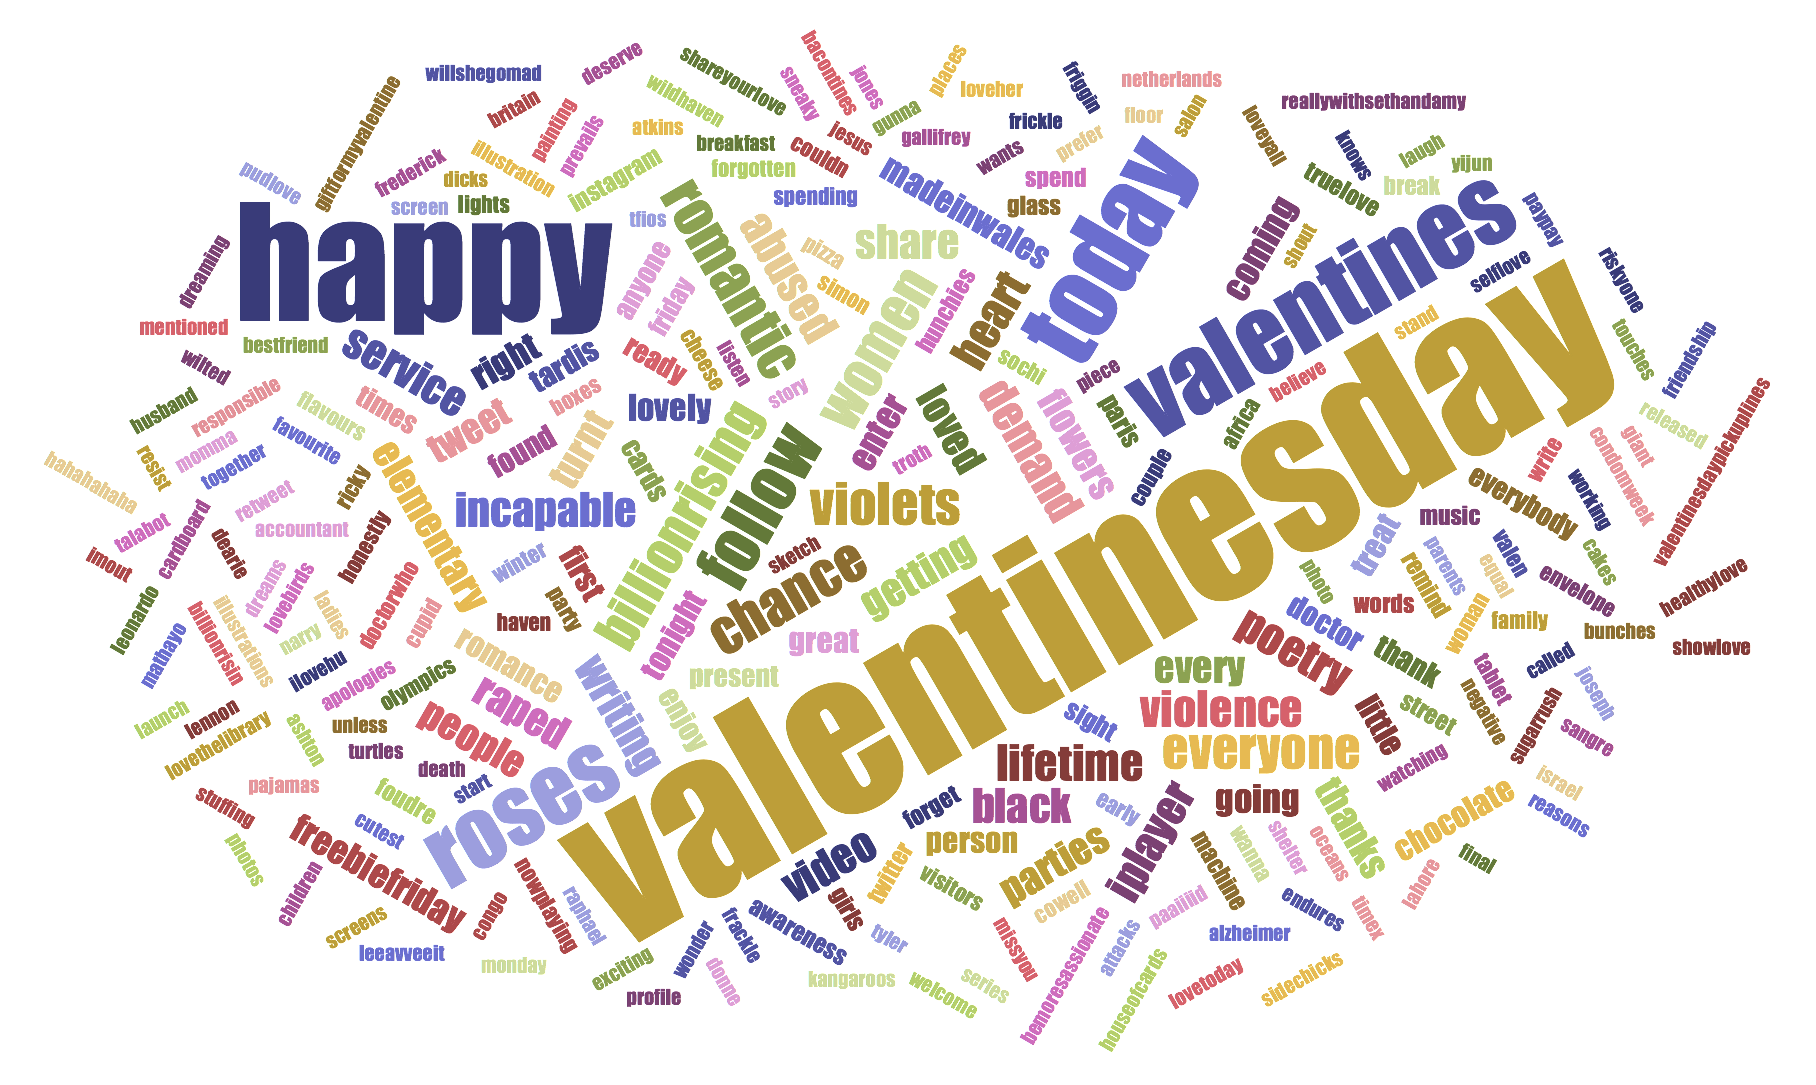 happy
valentinesday
valentines
today
roses
romantic
women
follow
billionrising
chance
violets
willshegomad
deserve
shareyourlove
bacontines
jones
sneaky
places
loveher
friggin
netherlands
reallywithsethandamy
giftformyvalentine
britain
painting
prevails
wildhaven
atkins
breakfast
couldn
jesus
gunna
gallifrey
frickle
wants
prefer
floor
salon
loveyall
knows
laugh
yijun
truelove
break
pudlove
frederick
dicks
illustration
instagram
forgotten
spending
madeinwales
spend
glass
screen
lights
tfios
abused
pizza
share
simon
hunchies
heart
coming
shout
selflove
paypay
riskyone
dreaming
mentioned
wilted
bestfriend
service
right
tardis
anyone
friday
ready
cheese
listen
story
sochi
piece
stand
believe
touches
friendship
husband
responsible
flavours
times
tweet
boxes
lovely
enter
loved
demand
flowers
paris
africa
couple
released
giant
condomweek
write
working
valentinesdaypickuplines
hahahahaha
resist
momma
together
favourite
ricky
elementary
found
turnt
cards
incapable
troth
everybody
music
treat
talabot
cardboard
retweet
accountant
honestly
imout
dearie
dreams
lovebirds
winter
first
sketch
getting
photo
parents
remind
valen
equal
cakes
envelope
healthylove
leonardo
mathayo
billionrisin
illustrations
marry
ladies
doctorwho
cupid
haven
party
tonight
great
words
doctor
woman
family
bunches
showlove
ilovehu
apologies
olympics
romance
writing
present
enjoy
every
poetry
thank
tablet
called
joseph
launch
lennon
lovethelibrary
ashton
unless
turtles
raped
people
death
start
sight
violence
little
street
negative
sugarrush
sangre
pajamas
foudre
cutest
lifetime
everyone
watching
israel
reasons
stuffing
photos
freebiefriday
forget
black
early
going
thanks
chocolate
final
children
screens
leeavveeit
congo
nowplaying
raphael
video
person
parties
iplayer
machine
wanna
shelter
oceans
lahore
timex
twitter
visitors
cowell
paaiiiid
endures
monday
exciting
profile
wonder
frackle
donne
awareness
girls
tyler
missyou
attacks
alzheimer
kangaroos
welcome
series
bemoresassionate
houseofcards
lovetoday
sidechicks